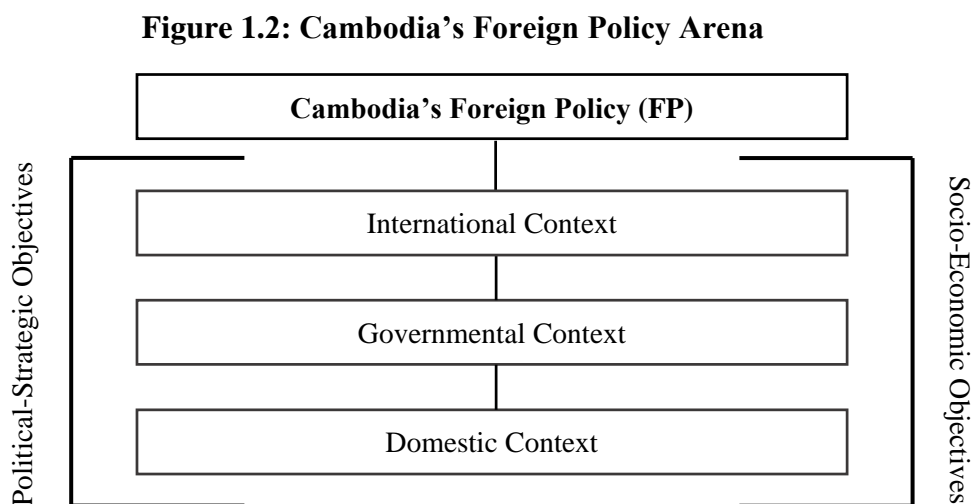 Figure 1.2: Cambodia’s Foreign Policy Arena
Cambodia’s Foreign Policy (FP)
Political-Strategic Objectives
International Context
Governmental Context
Domestic Context
Socio-Economic Objectives